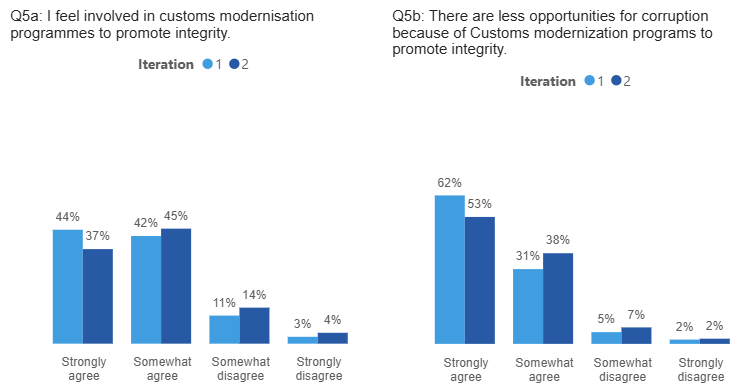 Q5a: I feel involved in customs modernisation
programmes to promote integrity.
Iteration 1 2
44%
37%
42%
45%
11%
14%
3%
4%
Strongly
agree
Somewhat
agree
Somewhat
disagree
Strongly
disagree
Q5b: There are less opportunities for corruption
because of Customs modernization programs to
promote integrity.
Iteration 1 2
62%
53%
31%
38%
5%
7%
2%
2%
Strongly
agree
Somewhat
agree
Somewhat
disagree
Strongly
disagree